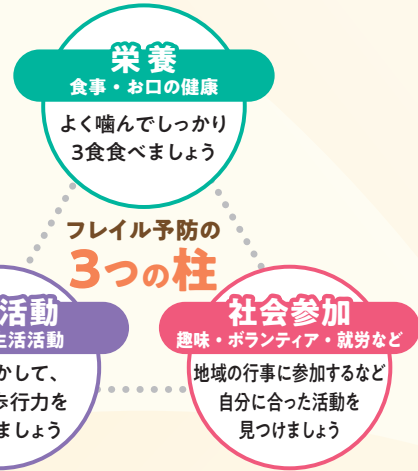 栄養
食事・お口の健康
よく噛んでしっかり
3食食べましょう
フレイル予防の
3つの柱
活動
生活活動
かして、
歩行力を
ましょう
社会参加
趣味・ボランティア・就労など
地域の行事に参加するなど
自分に合った活動を
見つけましょう